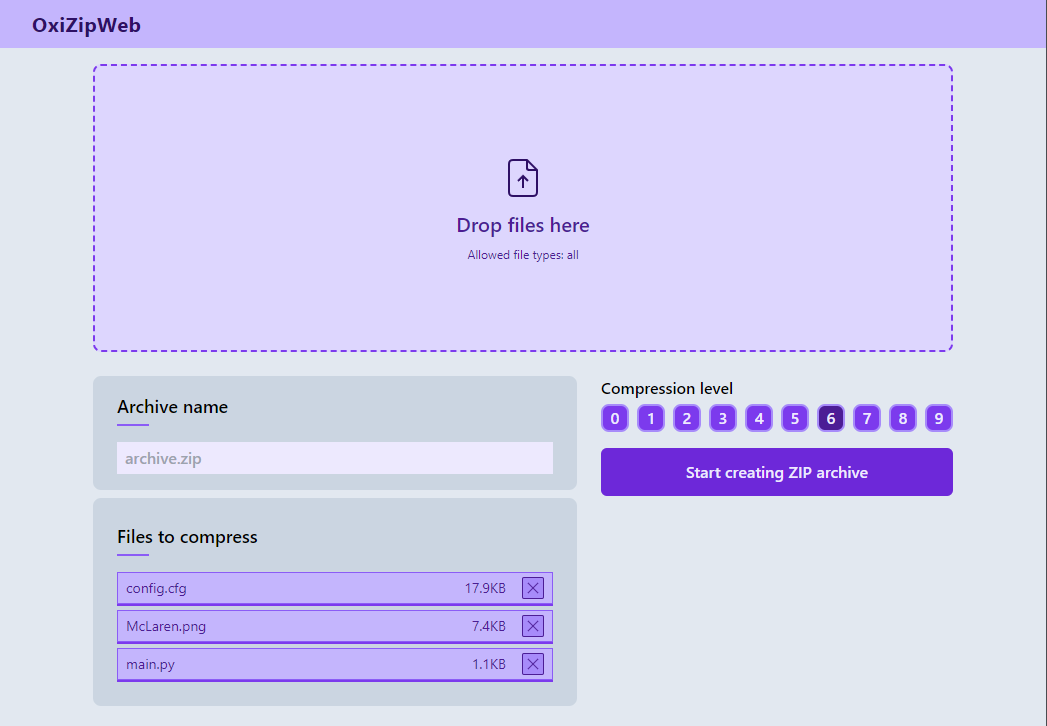 OxiZipWeb
Drop files here
Allowed file types: all
Archive name
archive.zip
Compression level
0 1 2 3 4 5 6 7 8 9
Start creating ZIP archive
Files to compress
config.cfg 17.9KB
McLaren.png 7.4KB
main.py 1.1KB